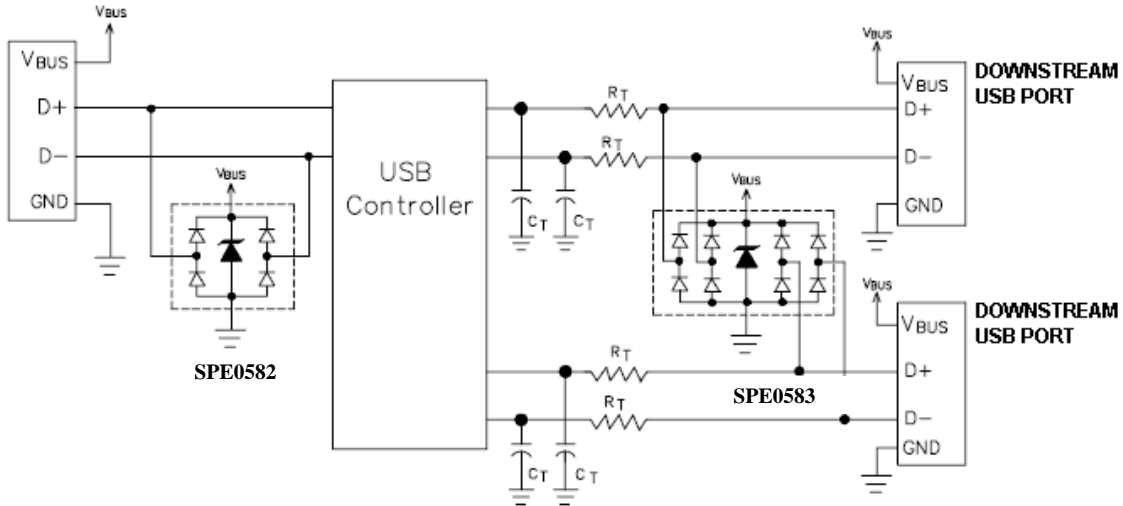 VBUS
VBUS
D+
D−
GND
VBUS
SPE0582
USB
Controller
RT
RT
CT
CT
VBUS
VBUS
VBUS
D+
D−
GND
DOWNSTREAM
USB PORT
RT
RT
CT
CT
SPE0583
VBUS
VBUS
D+
D−
GND
DOWNSTREAM
USB PORT